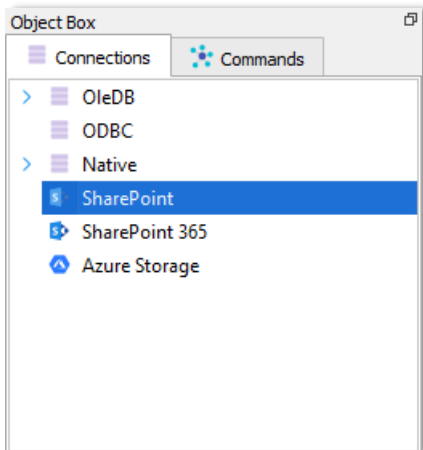 Object Box
Connections Commands
OleDB
ODBC
Native
SharePoint
SharePoint 365
Azure Storage